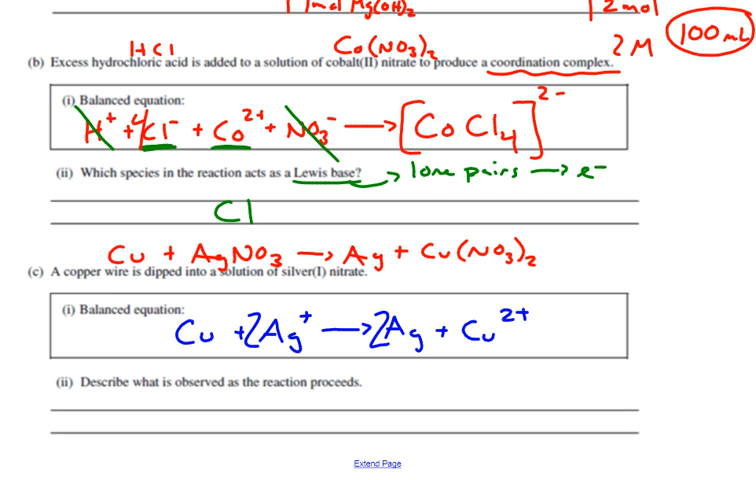 1 mol Mg(OH)₂ 2 mol
HCl Co(NO₃)₂ 2M 100mL
(b) Excess hydrochloric acid is added to a solution of cobalt(II) nitrate to produce a coordination complex.
(i) Balanced equation:
H⁺ + 4Cl⁻ + Co²⁺ + NO₃⁻ → [CoCl₄]²⁻
(ii) Which species in the reaction acts as a Lewis base? → lone pairs → e⁻
Cl
Cu + AgNO₃ → Ag + Cu(NO₃)₂
(c) A copper wire is dipped into a solution of silver(I) nitrate.
(i) Balanced equation:
Cu + 2Ag⁺ → 2Ag + Cu²⁺
(ii) Describe what is observed as the reaction proceeds.
Extend Page